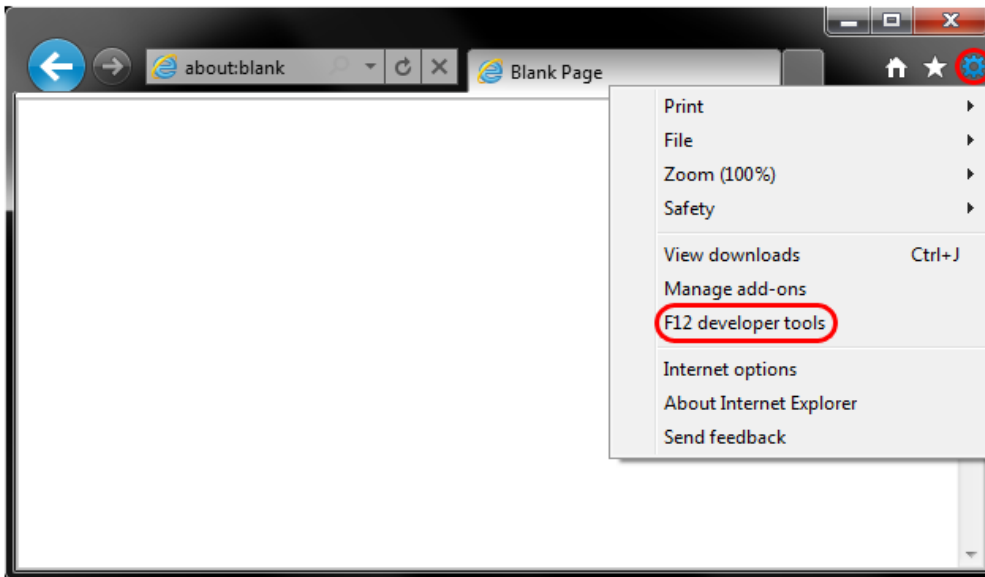 about:blank
Blank Page
Print
File
Zoom (100%)
Safety
View downloads Ctrl+J
Manage add-ons
F12 developer tools
Internet options
About Internet Explorer
Send feedback